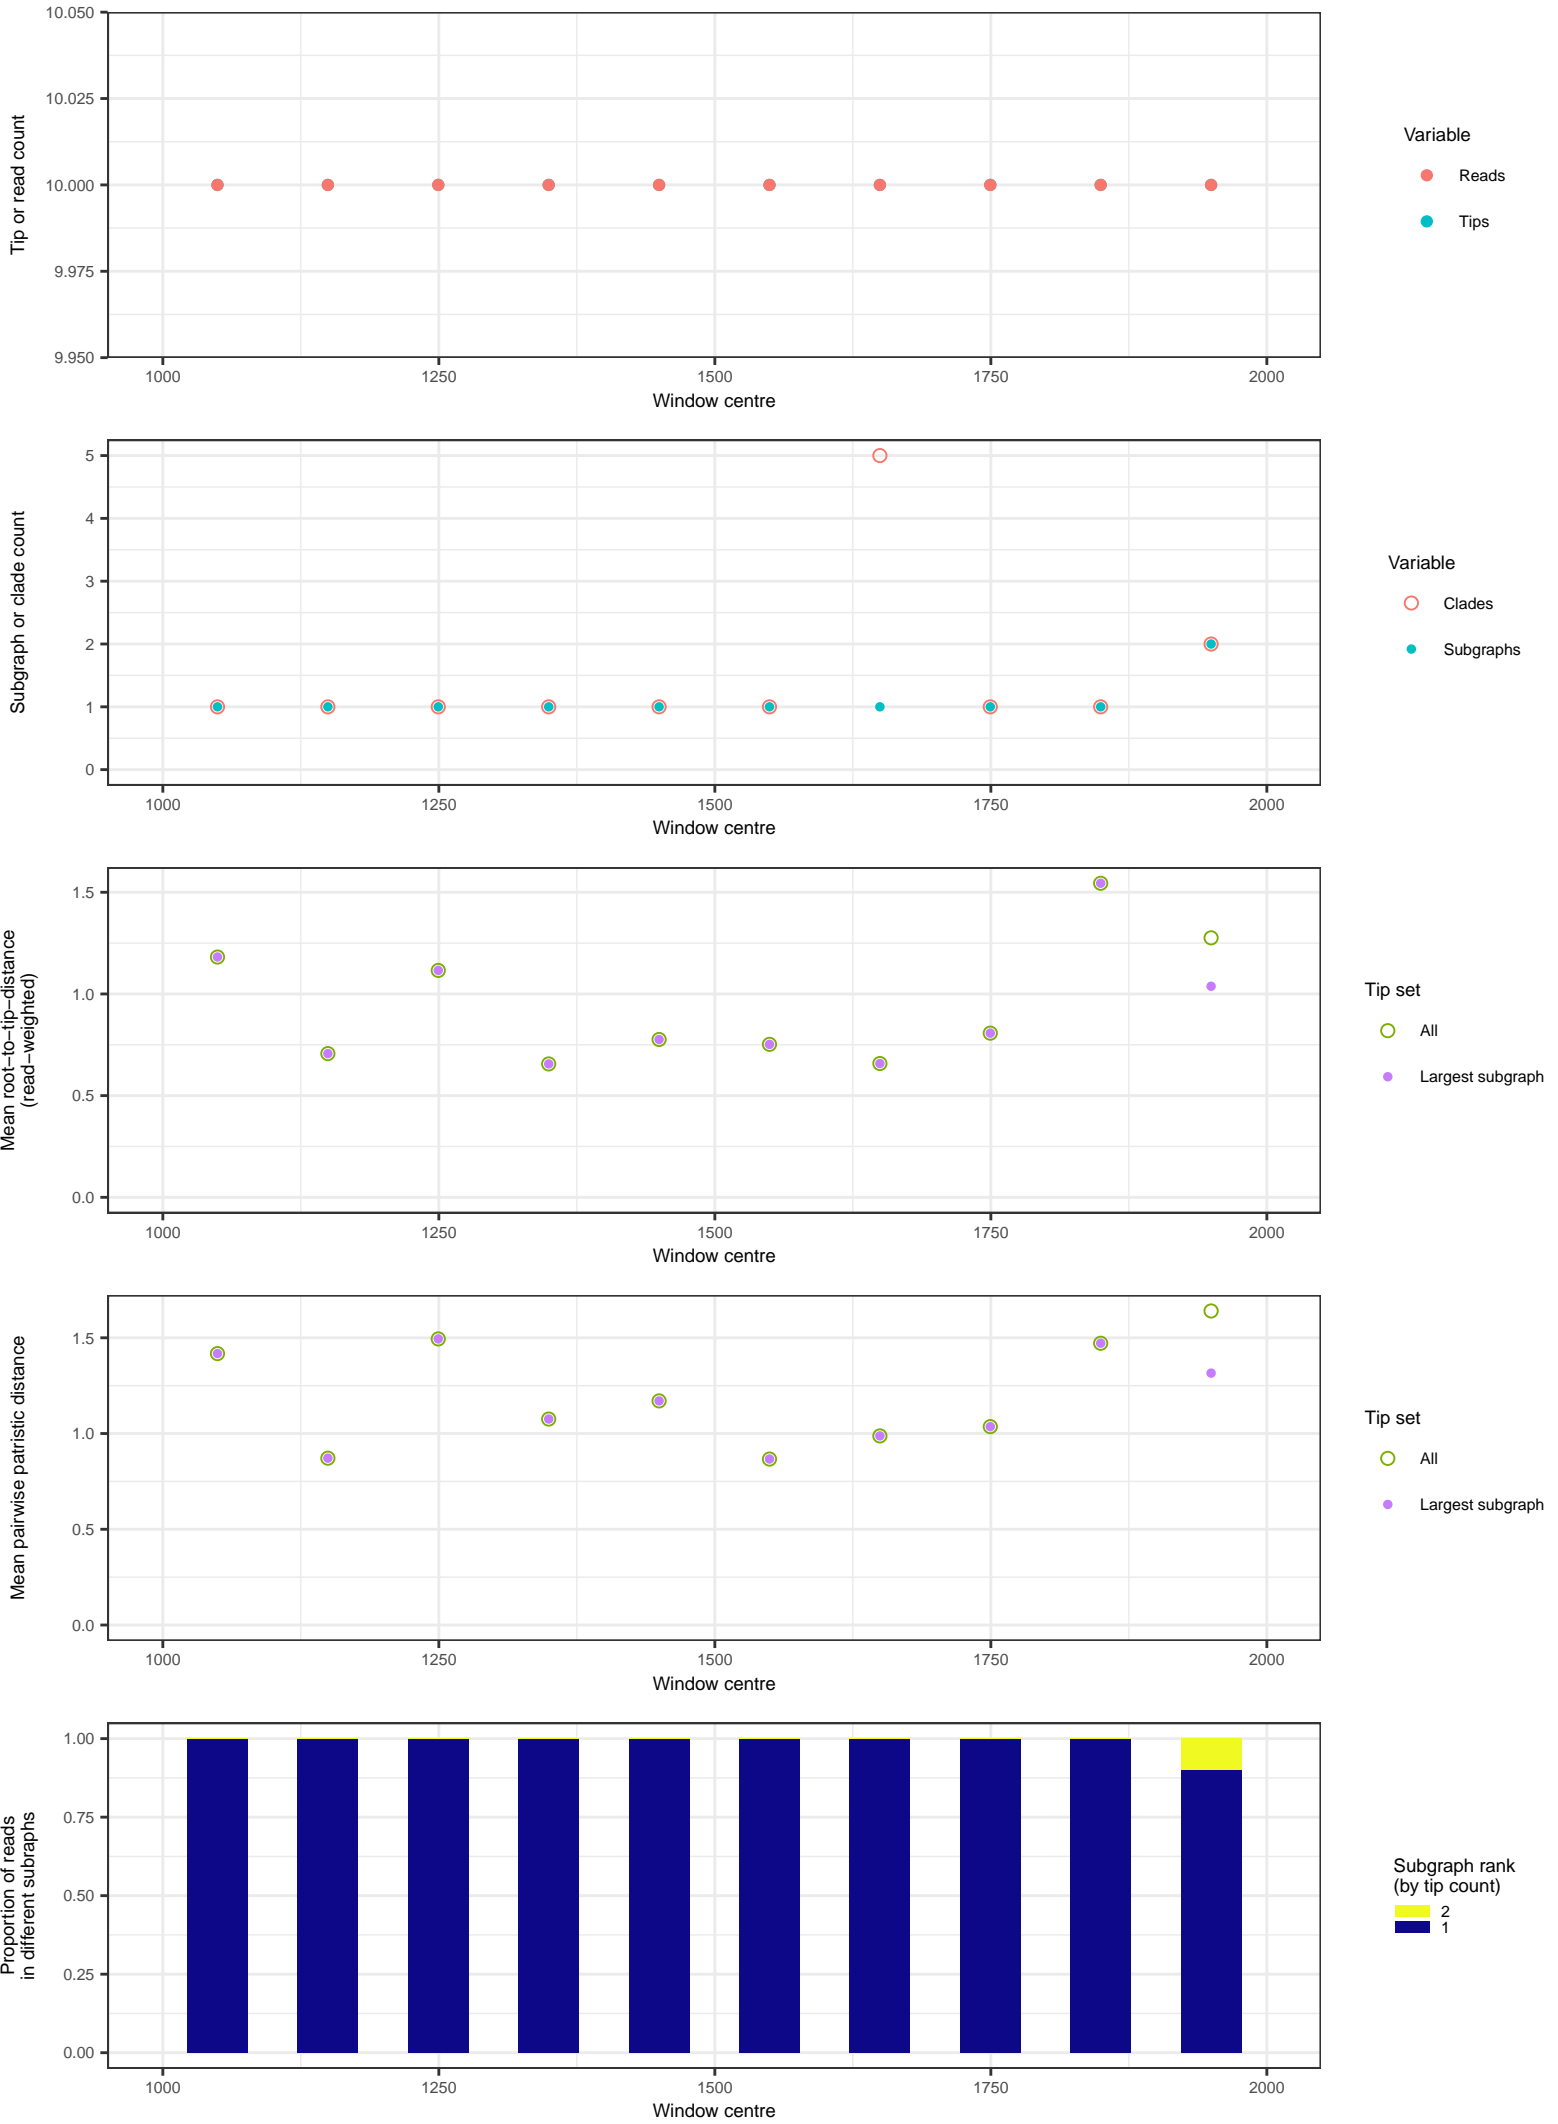 10.050
10.025
10.000
9.975
9.950
Tip or read count
1000 1250 1500 1750 2000
Window centre
Variable
Reads
Tips
5
4
3
2
1
0
Subgraph or clade count
1000 1250 1500 1750 2000
Window centre
Variable
Clades
Subgraphs
1.5
1.0
0.5
0.0
Mean root−to−tip−distance
(read−weighted)
1000 1250 1500 1750 2000
Window centre
Tip set
All
Largest subgraph
1.5
1.0
0.5
0.0
Mean pairwise patristic distance
1000 1250 1500 1750 2000
Window centre
Tip set
All
Largest subgraph
1.00
0.75
0.50
0.25
0.00
Proportion of reads
in different subraphs
1000 1250 1500 1750 2000
Window centre
Subgraph rank
(by tip count)
2
1